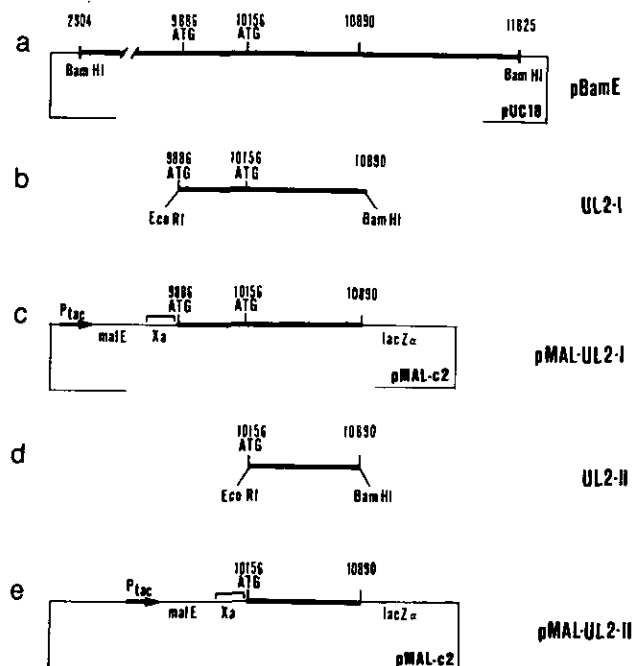 a
2904 9886 10156 10890 11825
ATG ATG
Bam HI Bam HI
pUC18
pBamE
b
9886 10156 10890
ATG ATG
Eco RI Bam HI
UL2-I
c
Ptac 9886 10156 10890
ATG ATG
malE Xa lacZα
pMAL-c2
pMAL-UL2-I
d
10156 10890
ATG
Eco RI Bam HI
UL2-II
e
Ptac 10156 10890
ATG
malE Xa lacZα
pMAL-c2
pMAL-UL2-II